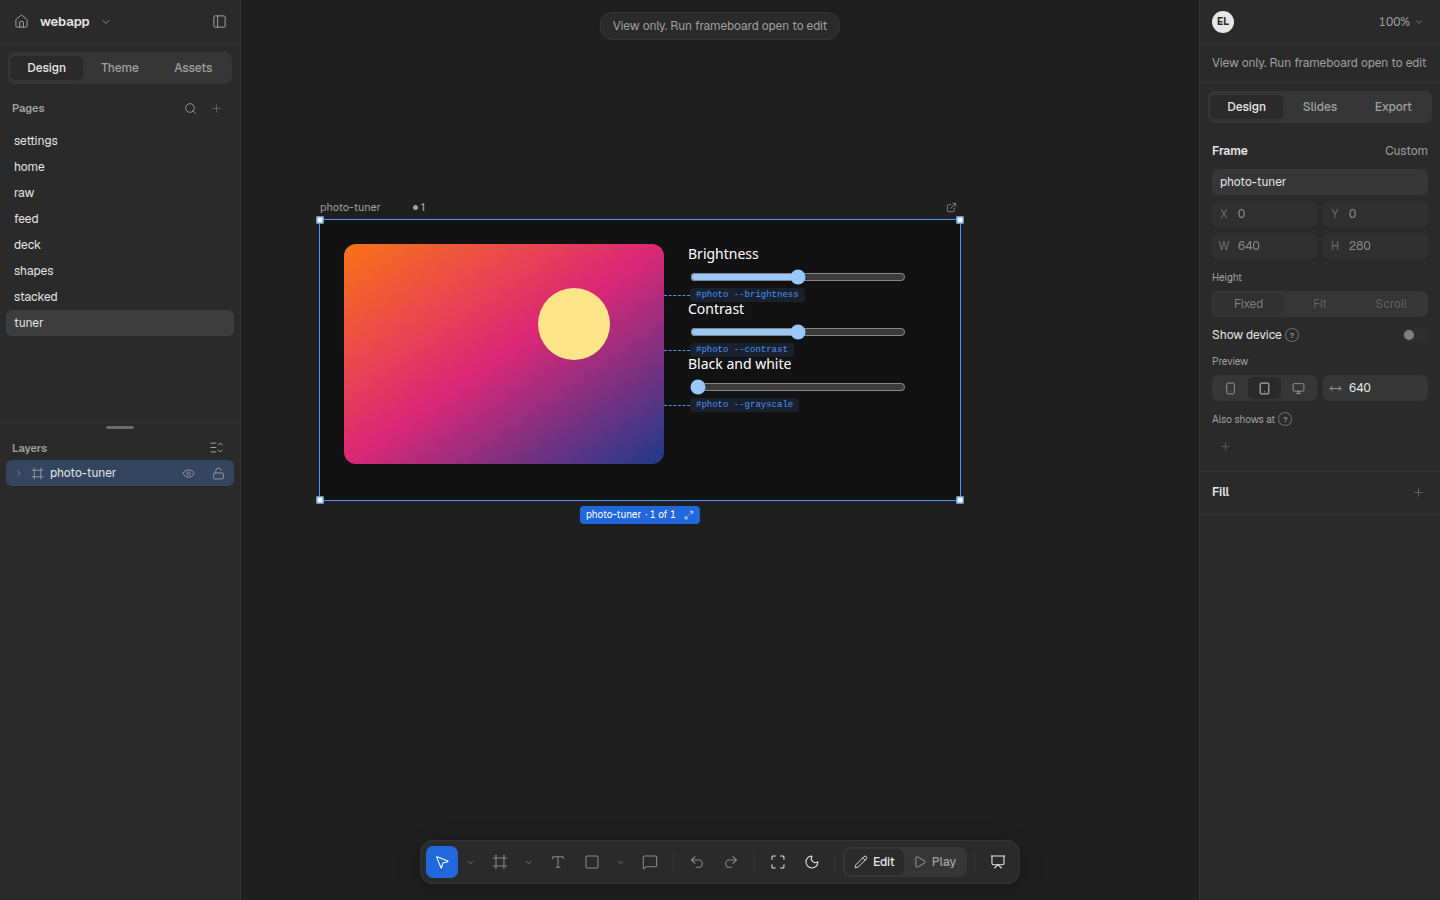 webapp
Design
Theme
Assets
Pages
settings
home
raw
feed
deck
shapes
stacked
tuner
Layers
photo-tuner
View only. Run frameboard open to edit
photo-tuner
1
Brightness
#photo --brightness
Contrast
#photo --contrast
Black and white
#photo --grayscale
photo-tuner · 1 of 1
Edit
Play
EL
100%
View only. Run frameboard open to edit
Design
Slides
Export
Frame
Custom
photo-tuner
X 0
Y 0
W 640
H 280
Height
Fixed
Fit
Scroll
Show device ?
Preview
640
Also shows at ?
Fill